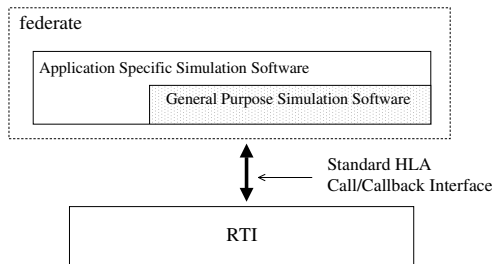 federate
Application Specific Simulation Software
General Purpose Simulation Software
Standard HLA
Call/Callback Interface
RTI